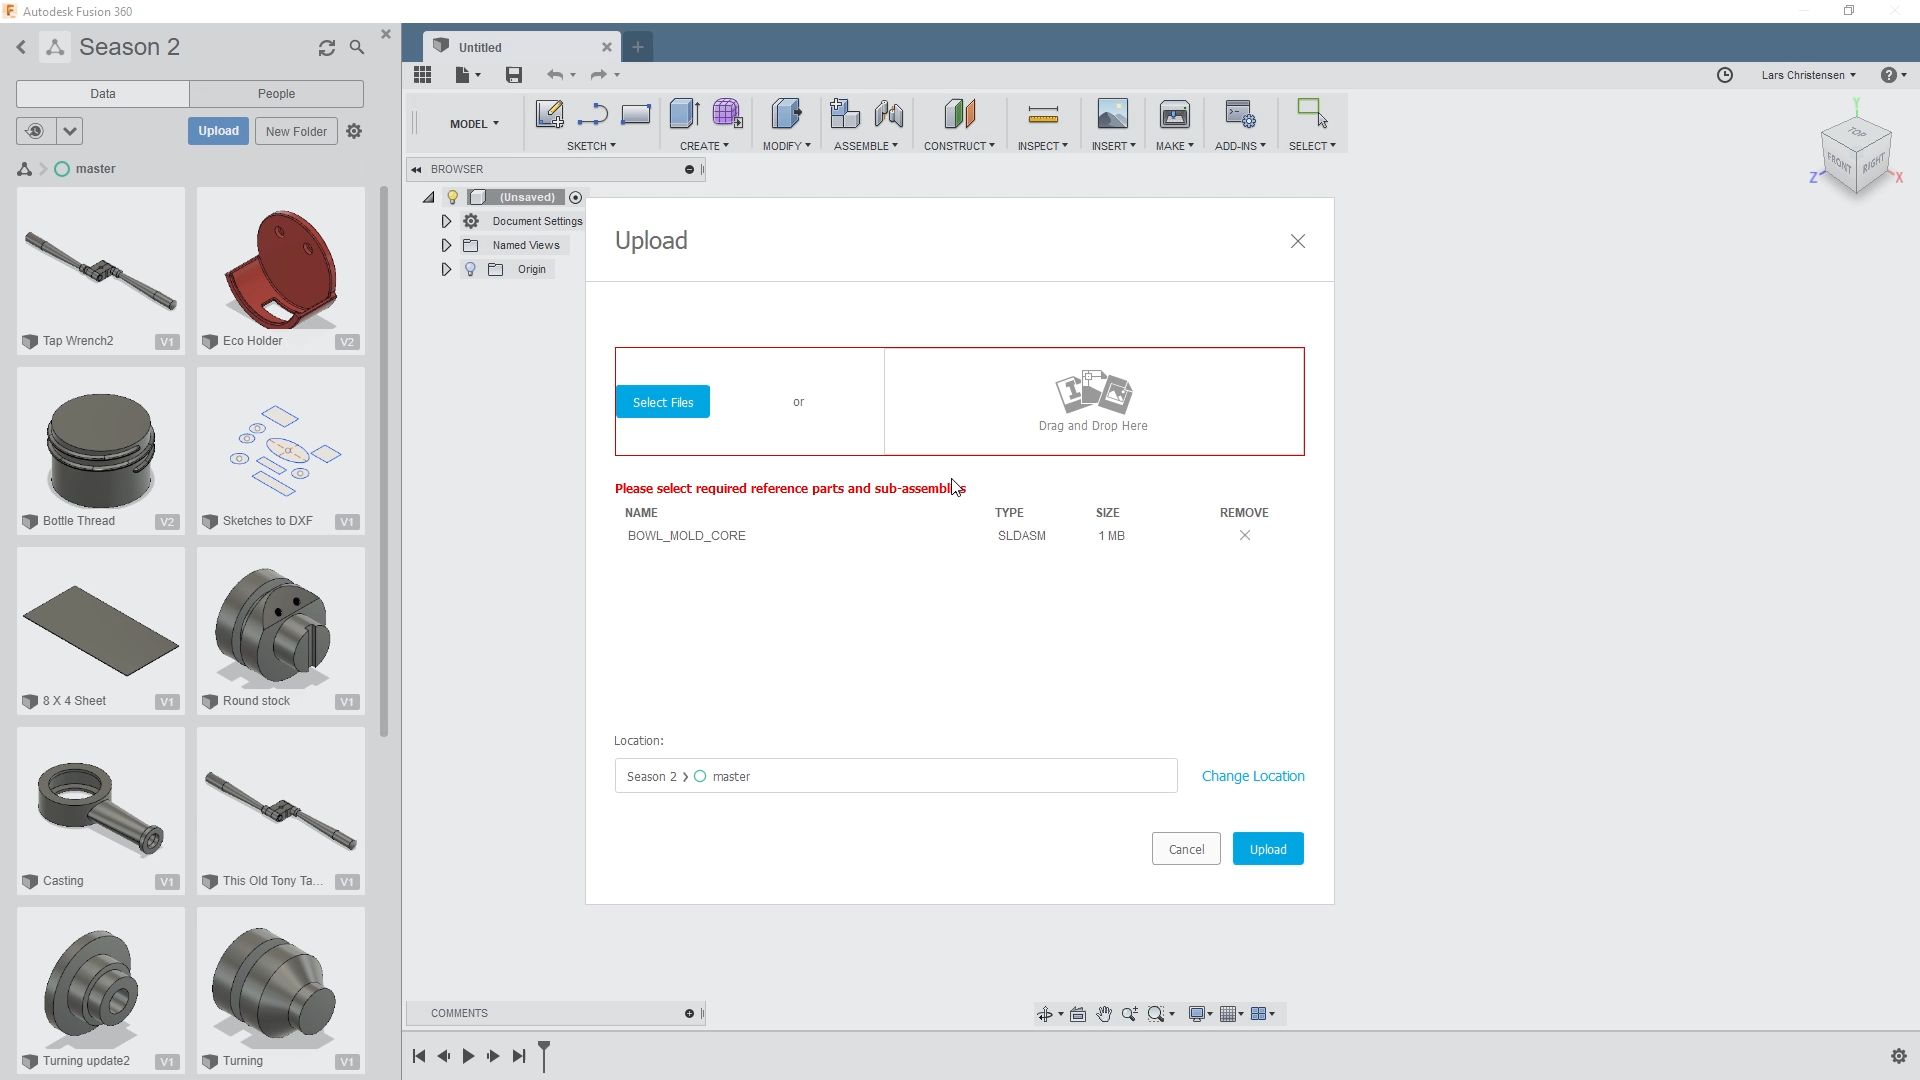 Autodesk Fusion 360
Season 2
Data
People
Upload
New Folder
master
Tap Wrench2
V1
Eco Holder
V2
Bottle Thread
V2
Sketches to DXF
V1
8 X 4 Sheet
V1
Round stock
V1
Casting
V1
This Old Tony Ta...
V1
Turning update2
V1
Turning
V1
Untitled
Lars Christensen
MODEL
SKETCH
CREATE
MODIFY
ASSEMBLE
CONSTRUCT
INSPECT
INSERT
MAKE
ADD-INS
SELECT
Y
TOP
FRONT
RIGHT
Z
X
BROWSER
(Unsaved)
Document Settings
Named Views
Origin
Upload
Select Files
or
Drag and Drop Here
Please select required reference parts and sub-assemblies
NAME TYPE SIZE REMOVE
BOWL_MOLD_CORE SLDASM 1 MB
Location:
Season 2 > master
Change Location
Cancel
Upload
COMMENTS